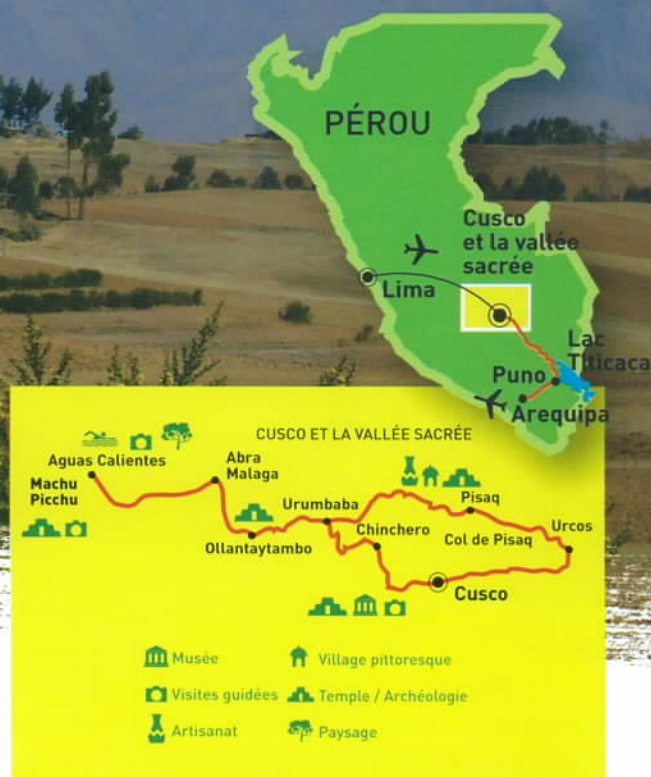 PÉROU
Cusco
et la vallée
sacrée
Lima
Lac
Titicaca
Puno
Arequipa
CUSCO ET LA VALLÉE SACRÉE
Aguas Calientes
Machu
Picchu
Abra
Malaga
Ollantaytambo
Urumbaba
Chinchero
Pisaq
Col de Pisaq
Urcos
Cusco
Musée
Village pittoresque
Visites guidées
Temple / Archéologie
Artisanat
Paysage